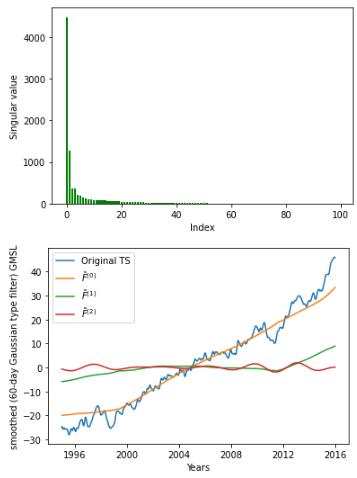 4000
3000
2000
1000
0
Singular value
0 20 40 60 80 100
Index
Original TS
F̃(0)
F̃(1)
F̃(2)
40
30
20
10
0
−10
−20
−30
smoothed (60-day Gaussian type filter) GMSL
1996 2000 2004 2008 2012 2016
Years